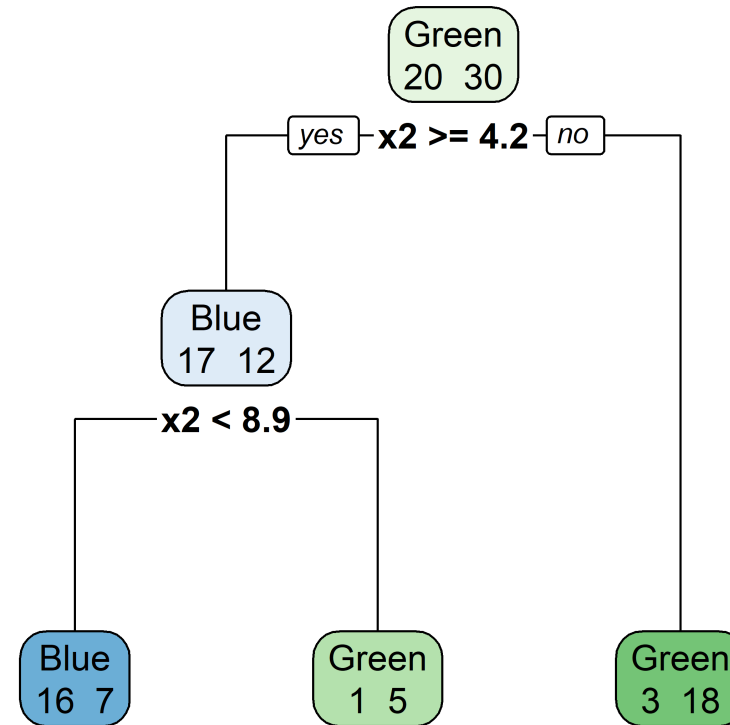 Green
20 30
yes x2 >= 4.2 no
Blue
17 12
x2 < 8.9
Blue
16 7
Green
1 5
Green
3 18